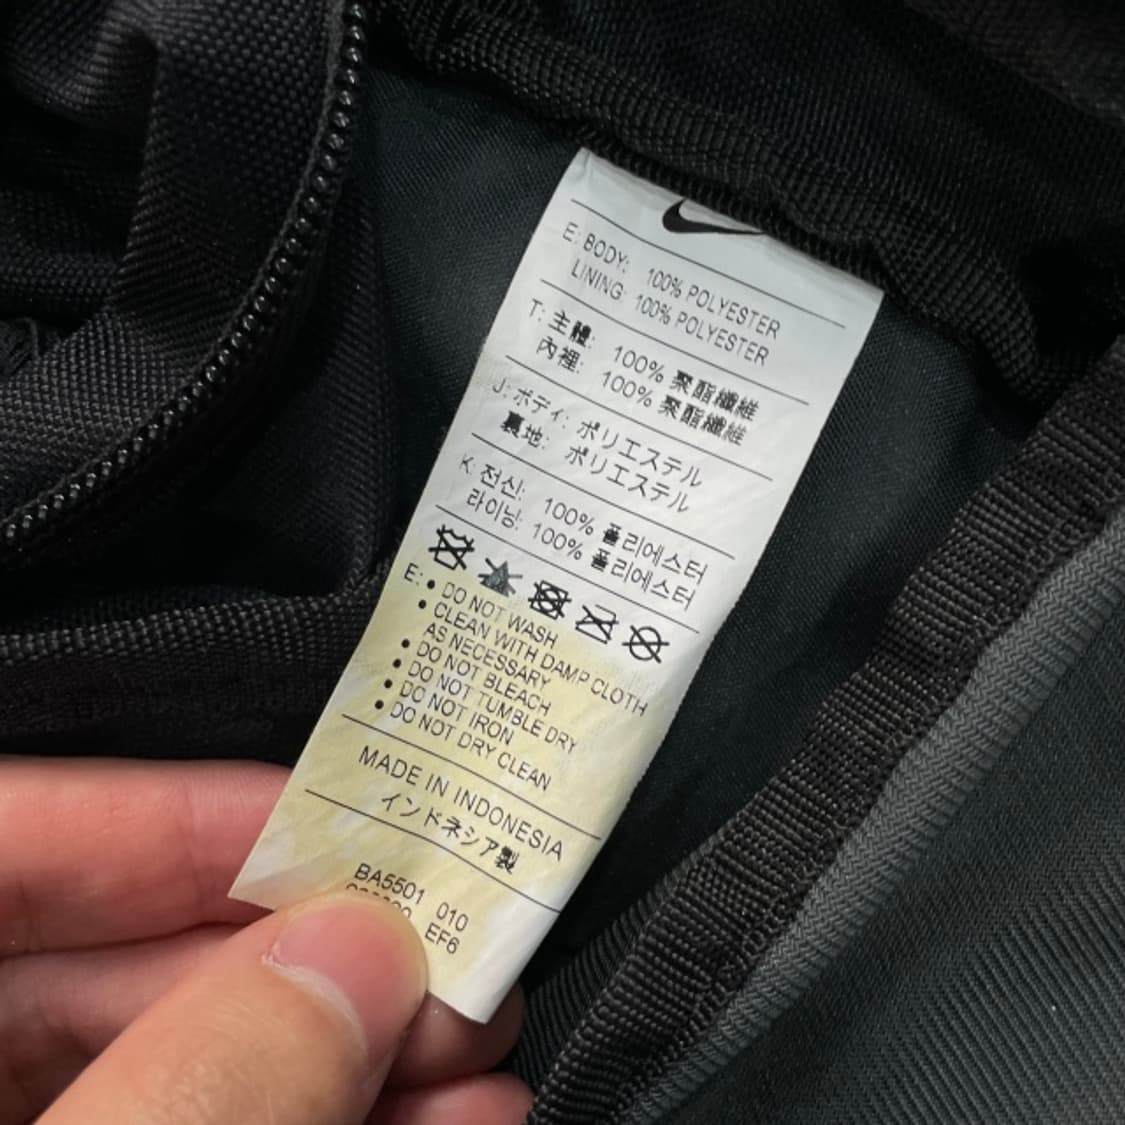 E: BODY: 100% POLYESTER
LINING: 100% POLYESTER
T: 主體: 100% 聚酯纖維
內裡: 100% 聚酯纖維
J: ボディ: ポリエステル
裏地: ポリエステル
K: 전신: 100% 폴리에스터
라이닝: 100% 폴리에스터
E: • DO NOT WASH
• CLEAN WITH DAMP CLOTH
AS NECESSARY
• DO NOT BLEACH
• DO NOT TUMBLE DRY
• DO NOT IRON
• DO NOT DRY CLEAN
MADE IN INDONESIA
インドネシア製
BA5501 010
EF6